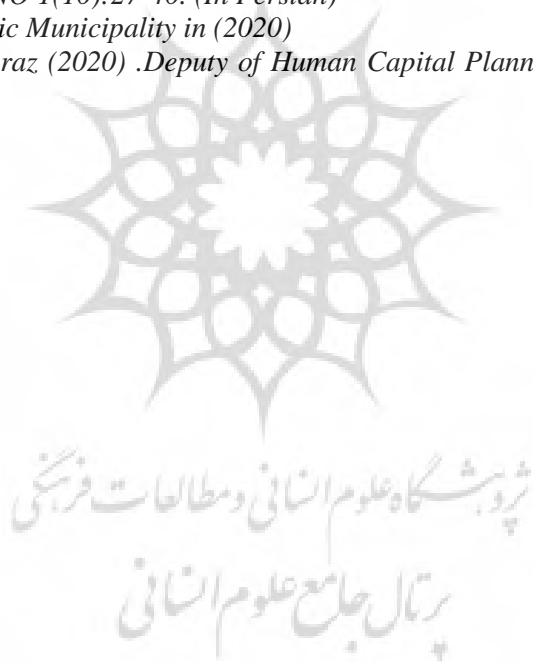 NO 1(10).27-40. (In Persian)
ic Municipality in (2020)
raz (2020) .Deputy of Human Capital Plann
پژوهشگاه علوم انسانی و مطالعات فرهنگی
پرتال جامع علوم انسانی